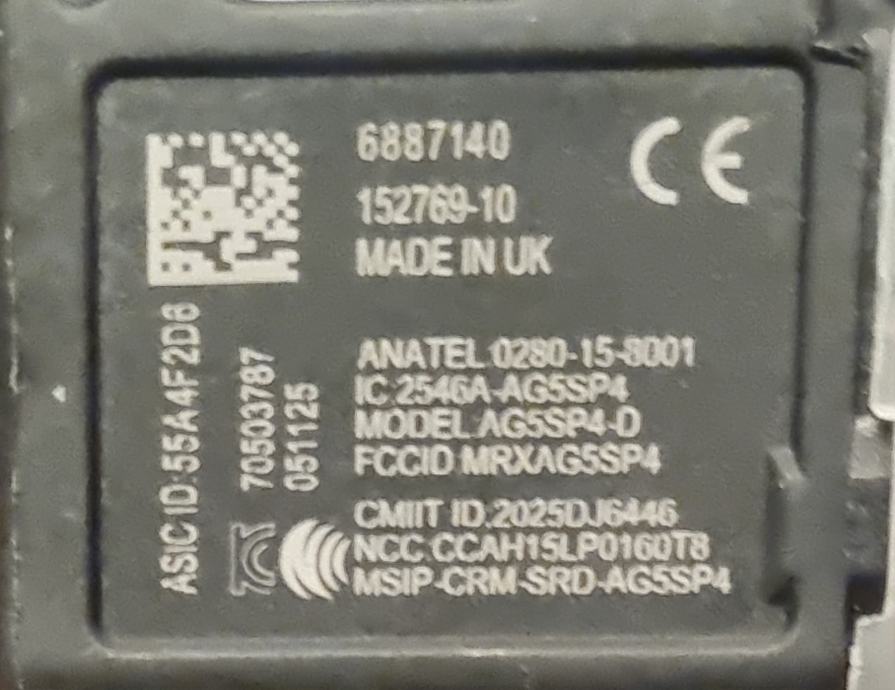 6887140
152769-10
MADE IN UK
CE
ASIC ID:55A4F2D6
70503787
051125
ANATEL:0280-15-8001
IC:2546A-AG5SP4
MODEL:AG5SP4-D
FCCID MRXAG5SP4
CMIIT ID:2025DJ6446
NCC:CCAH15LP0160T8
MSIP-CRM-SRD-AG5SP4